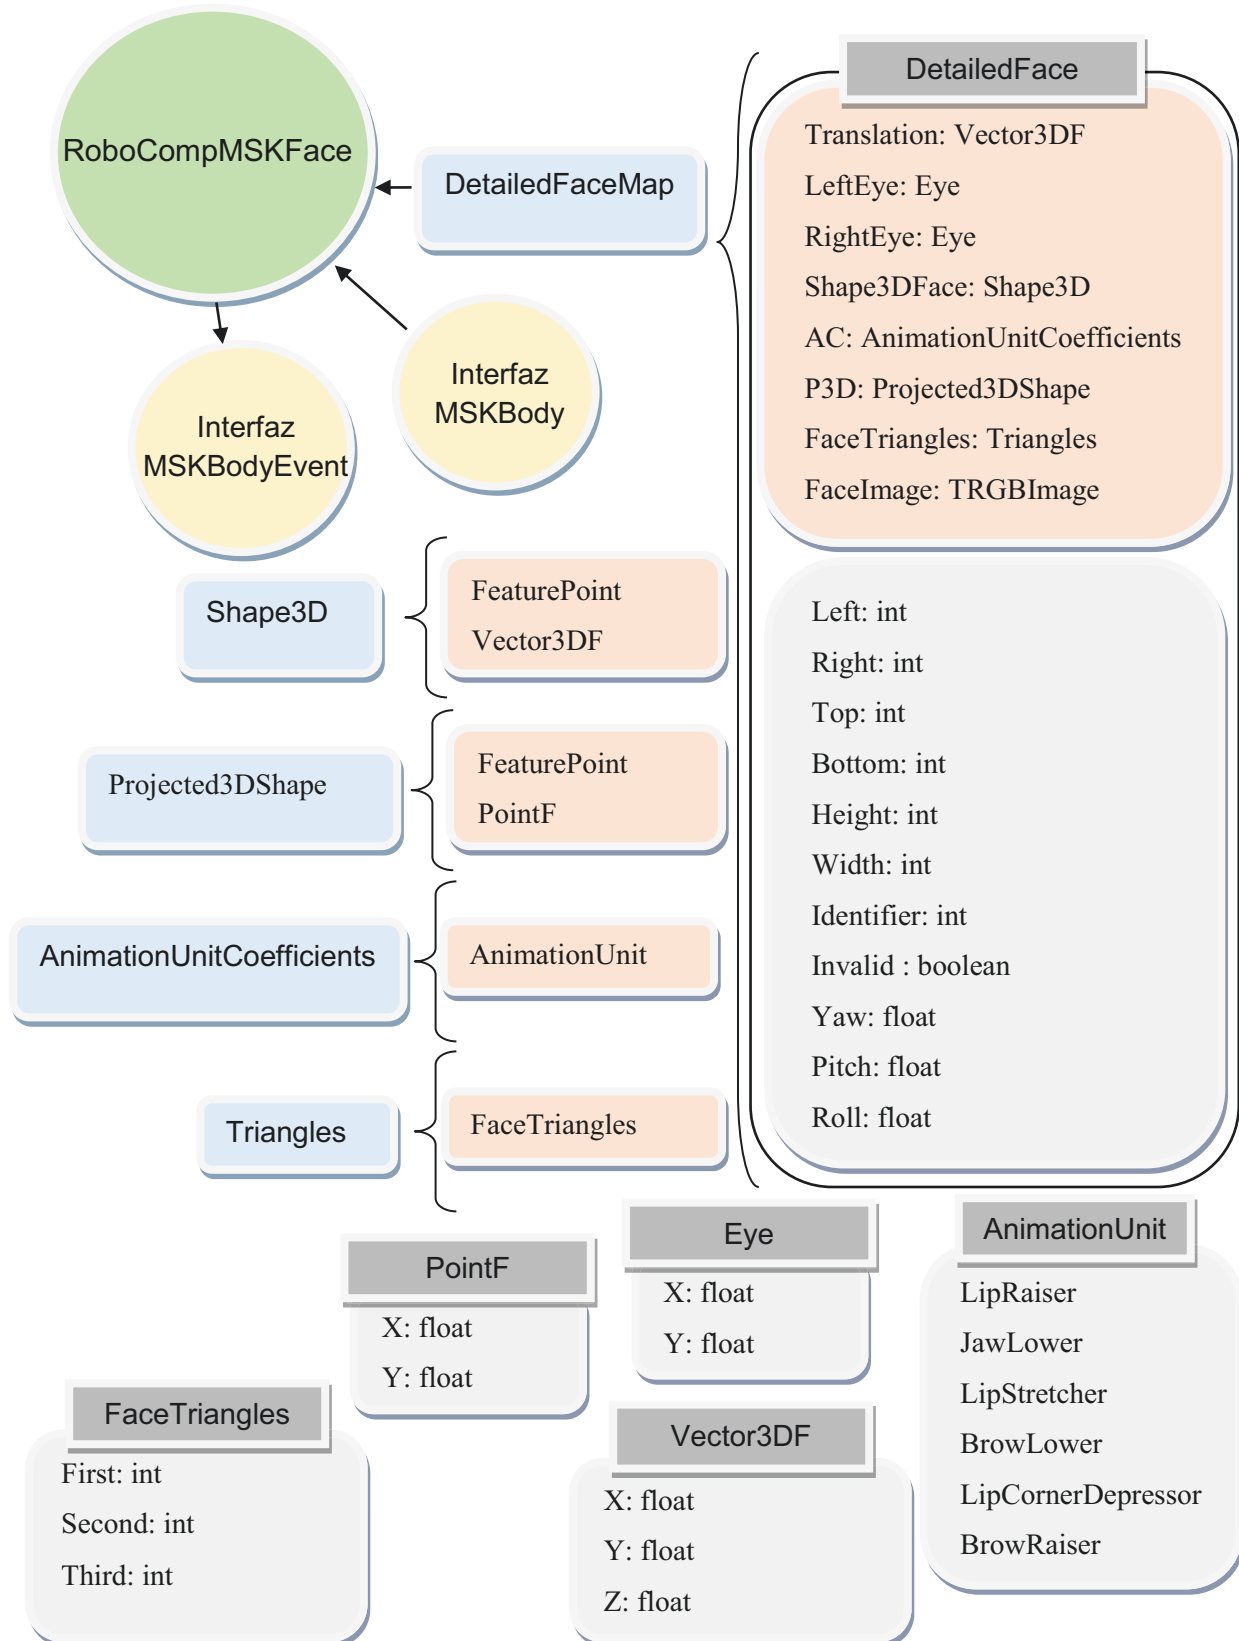 RoboCompMSKFace
DetailedFaceMap
Interfaz
MSKBody
Interfaz
MSKBodyEvent
DetailedFace
Translation: Vector3DF
LeftEye: Eye
RightEye: Eye
Shape3DFace: Shape3D
AC: AnimationUnitCoefficients
P3D: Projected3DShape
FaceTriangles: Triangles
FaceImage: TRGBImage
Left: int
Right: int
Top: int
Bottom: int
Height: int
Width: int
Identifier: int
Invalid : boolean
Yaw: float
Pitch: float
Roll: float
Shape3D
FeaturePoint
Vector3DF
Projected3DShape
FeaturePoint
PointF
AnimationUnitCoefficients
AnimationUnit
Triangles
FaceTriangles
PointF
X: float
Y: float
Eye
X: float
Y: float
AnimationUnit
LipRaiser
JawLower
LipStretcher
BrowLower
LipCornerDepressor
BrowRaiser
FaceTriangles
First: int
Second: int
Third: int
Vector3DF
X: float
Y: float
Z: float